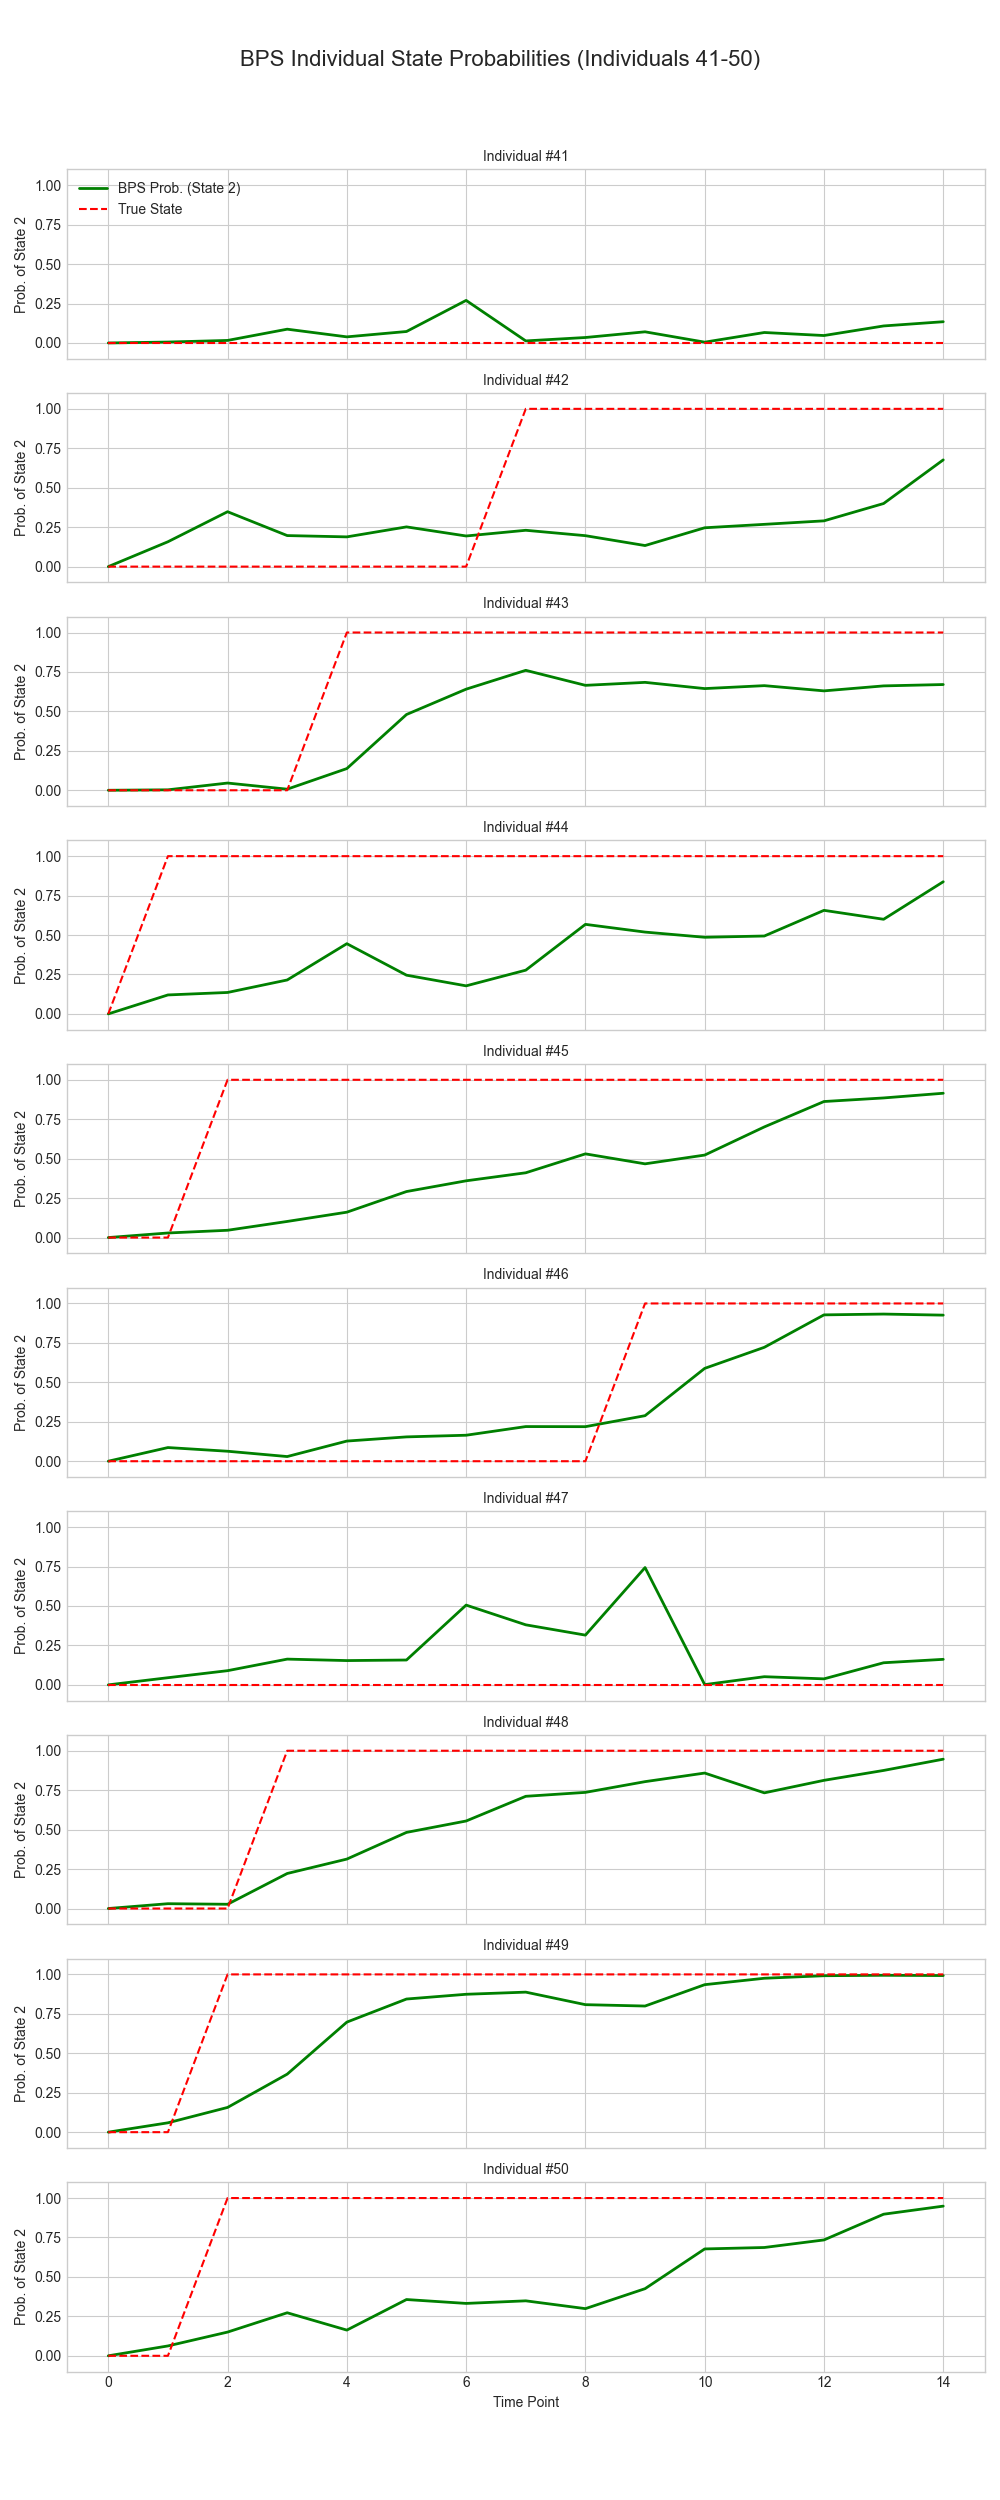 BPS Individual State Probabilities (Individuals 41-50)
Individual #41
BPS Prob. (State 2)
True State
Prob. of State 2
1.00
0.75
0.50
0.25
0.00
Individual #42
Prob. of State 2
1.00
0.75
0.50
0.25
0.00
Individual #43
Prob. of State 2
1.00
0.75
0.50
0.25
0.00
Individual #44
Prob. of State 2
1.00
0.75
0.50
0.25
0.00
Individual #45
Prob. of State 2
1.00
0.75
0.50
0.25
0.00
Individual #46
Prob. of State 2
1.00
0.75
0.50
0.25
0.00
Individual #47
Prob. of State 2
1.00
0.75
0.50
0.25
0.00
Individual #48
Prob. of State 2
1.00
0.75
0.50
0.25
0.00
Individual #49
Prob. of State 2
1.00
0.75
0.50
0.25
0.00
Individual #50
Prob. of State 2
1.00
0.75
0.50
0.25
0.00
0 2 4 6 8 10 12 14
Time Point